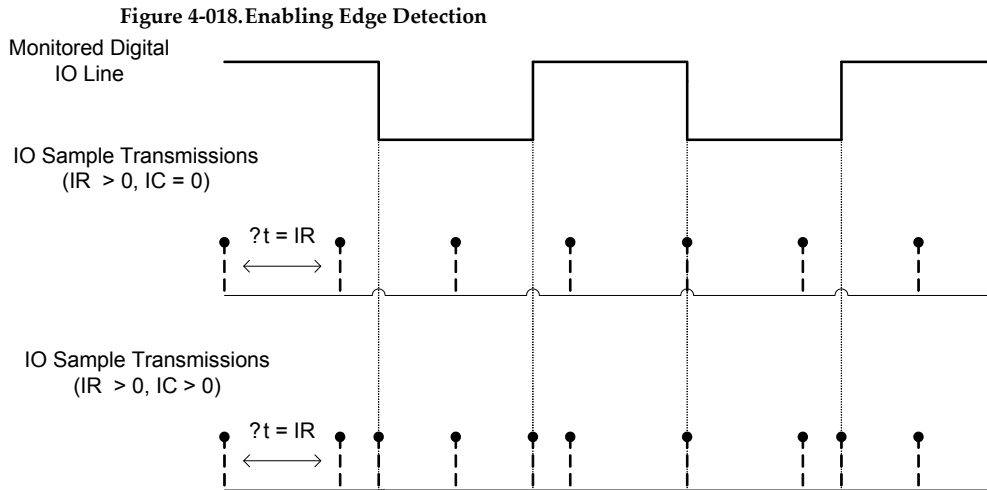 Figure 4-018.Enabling Edge Detection
Monitored Digital
IO Line
IO Sample Transmissions
(IR > 0, IC = 0)
?t = IR
IO Sample Transmissions
(IR > 0, IC > 0)
?t = IR